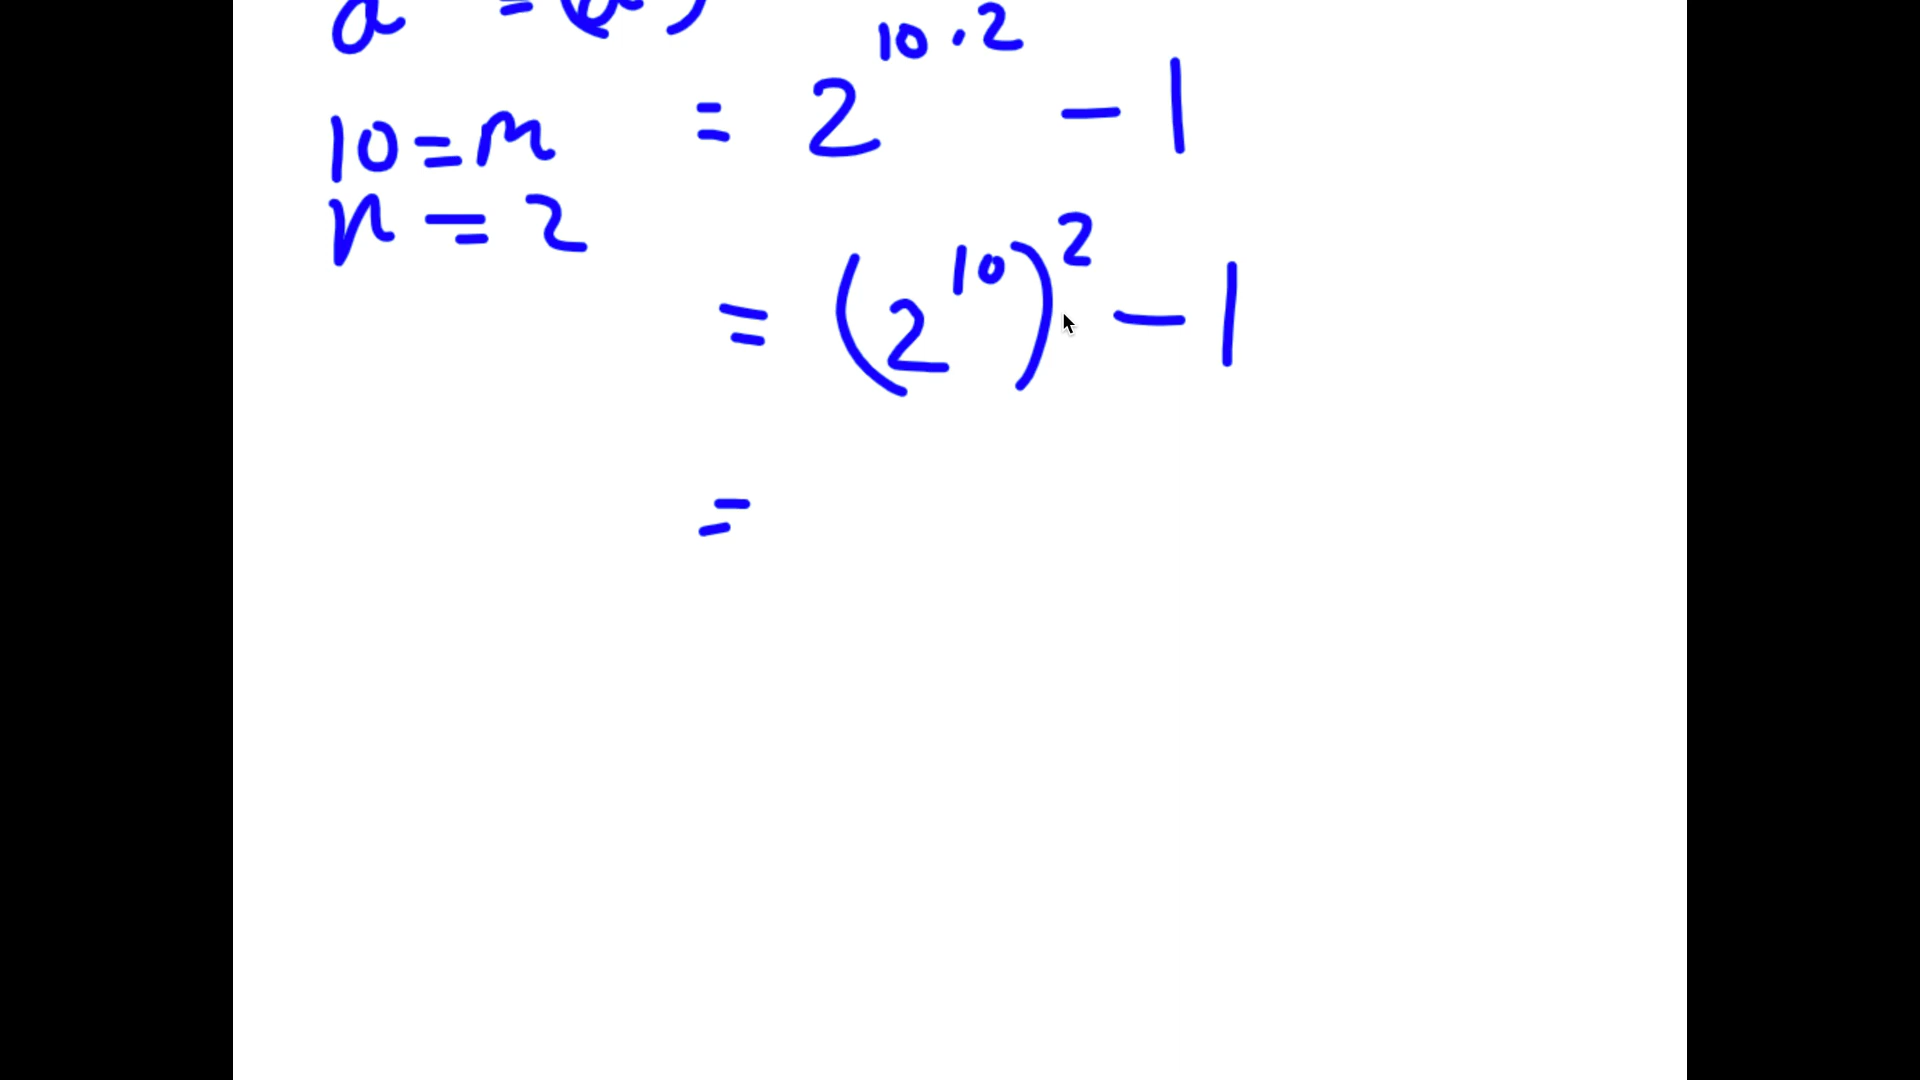 a = (a )
10 = m = 2^{10·2} - 1
n = 2
= (2^{10})^2 - 1
=